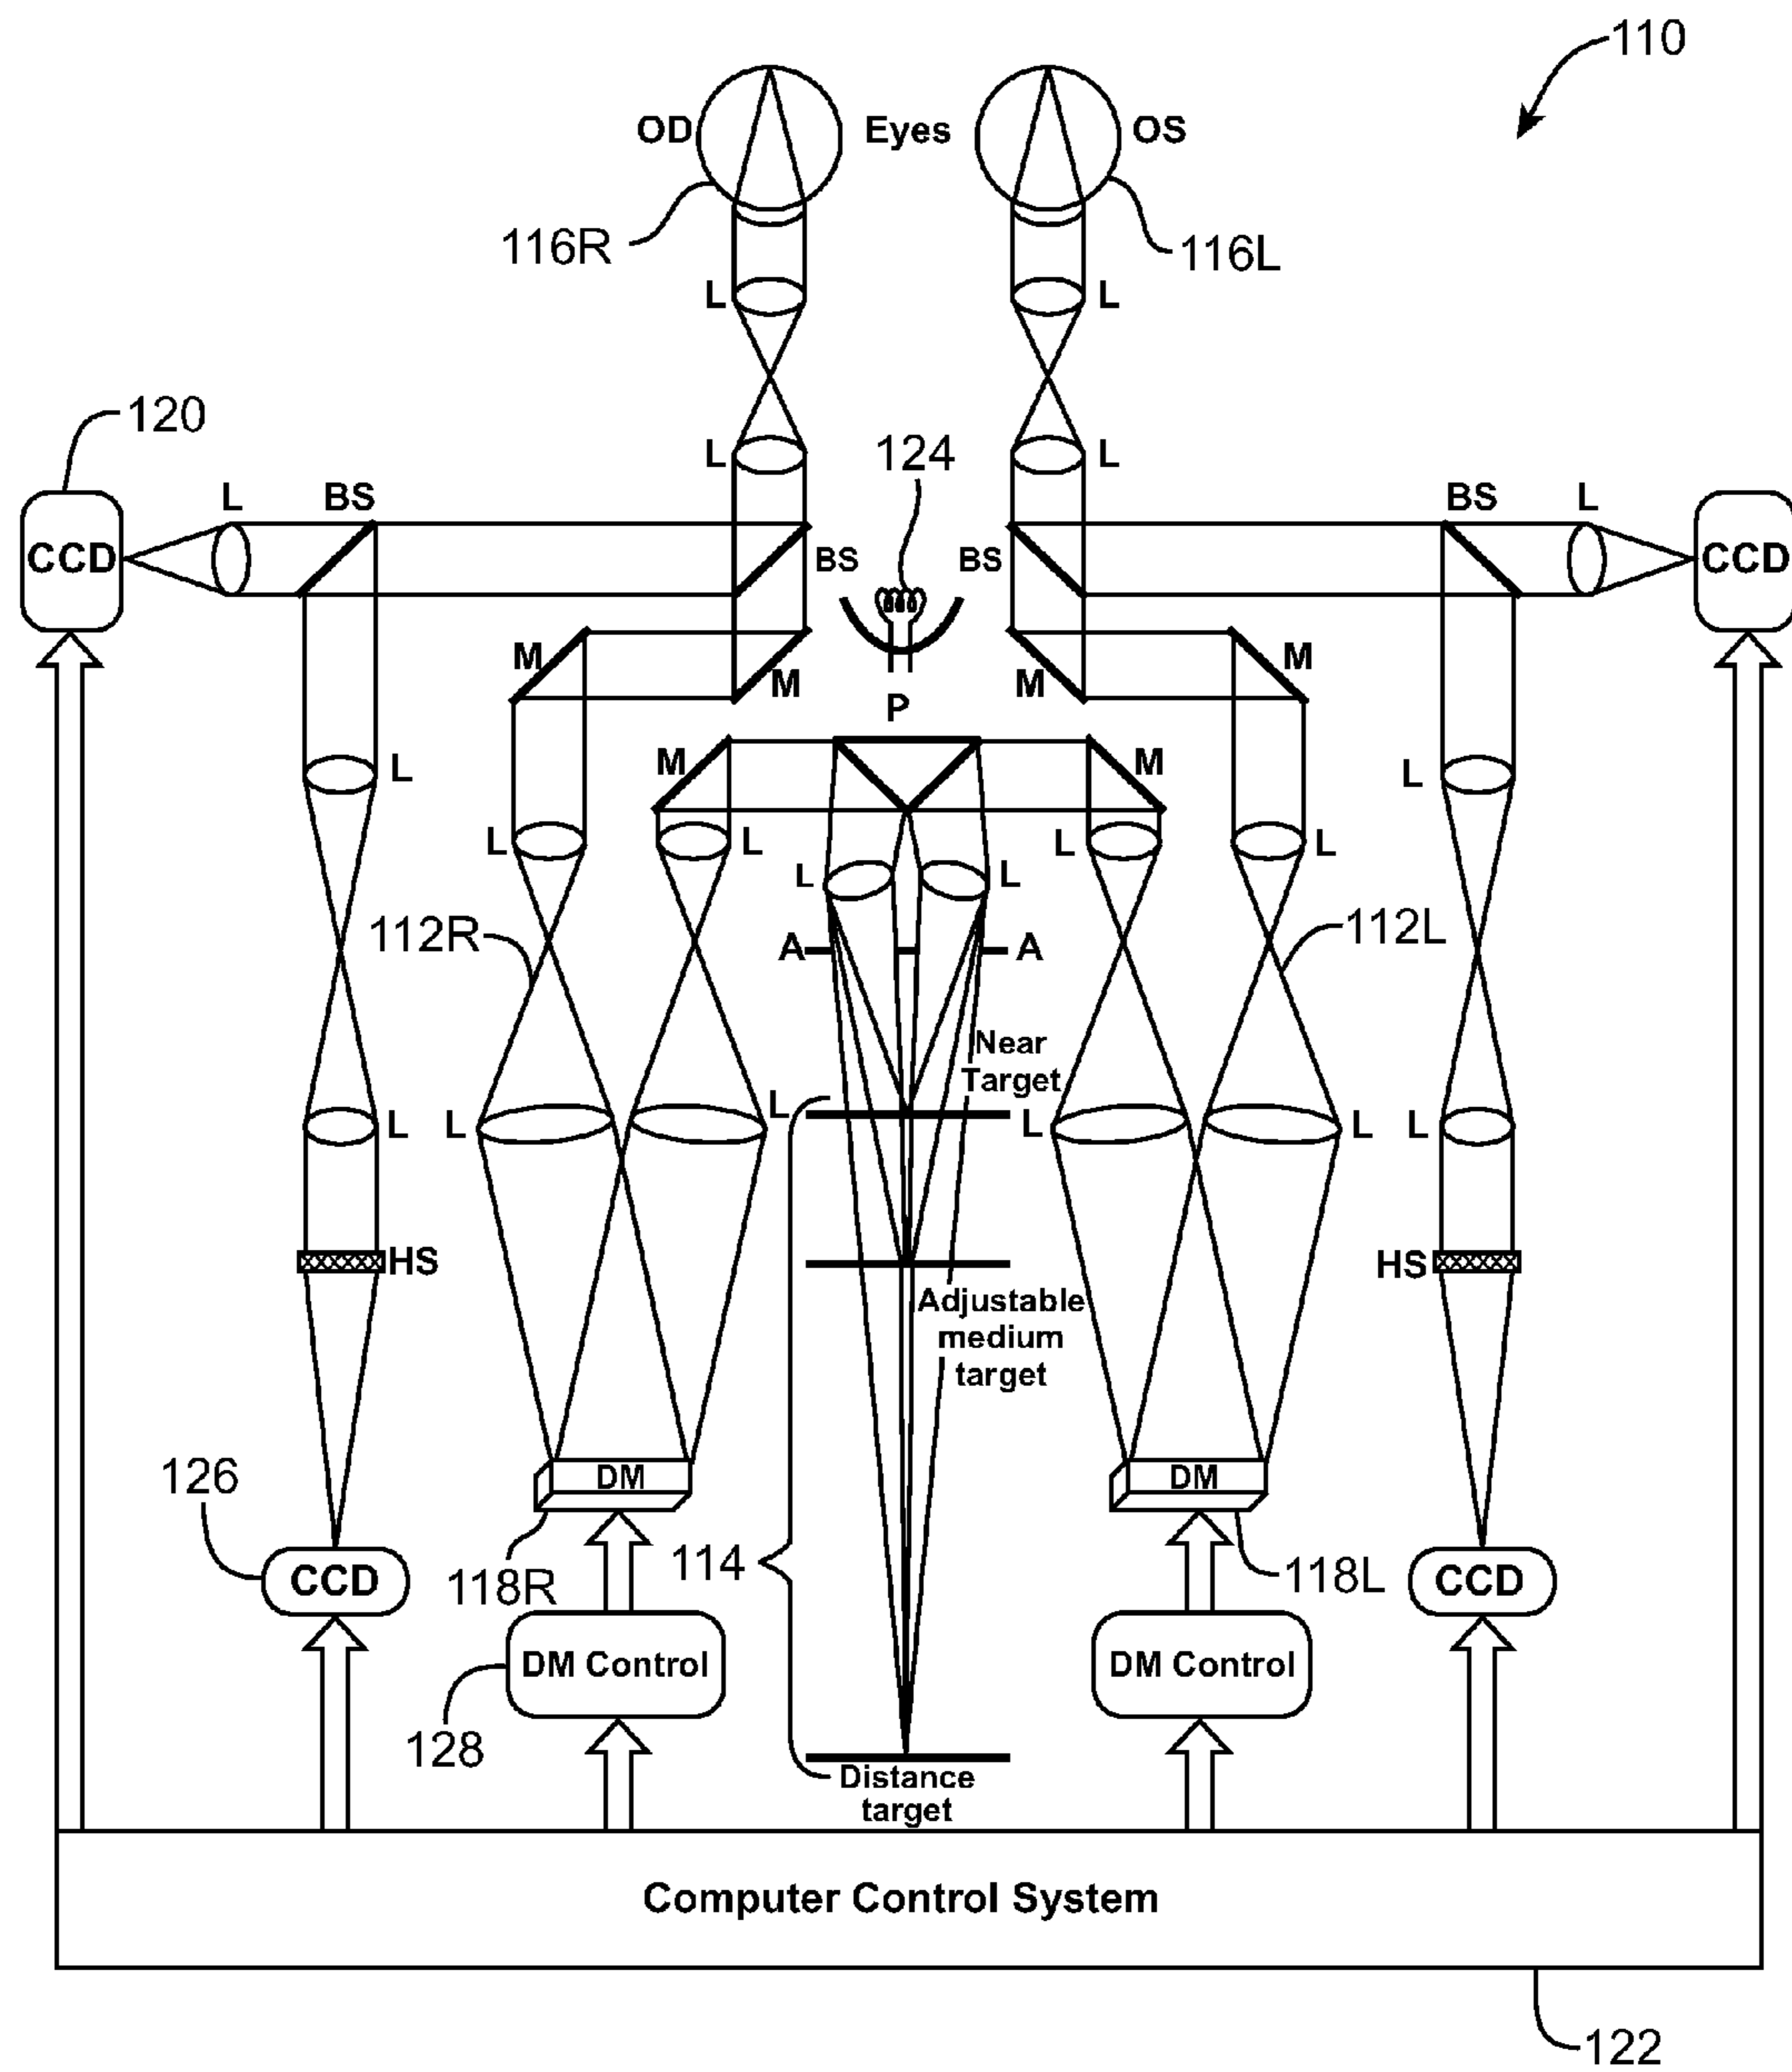 110
OD
Eyes
OS
116R
116L
L
L
120
L
124
L
L
BS
BS
L
CCD
BS
BS
CCD
M
M
M
M
P
M
M
L
L
L
L
L
L
L
L
112R
A
A
112L
Near
Target
L
L
L
L
L
L
HS
HS
Adjustable
medium
target
126
DM
DM
114
118R
118L
CCD
CCD
DM Control
DM Control
128
Distance
target
Computer Control System
122